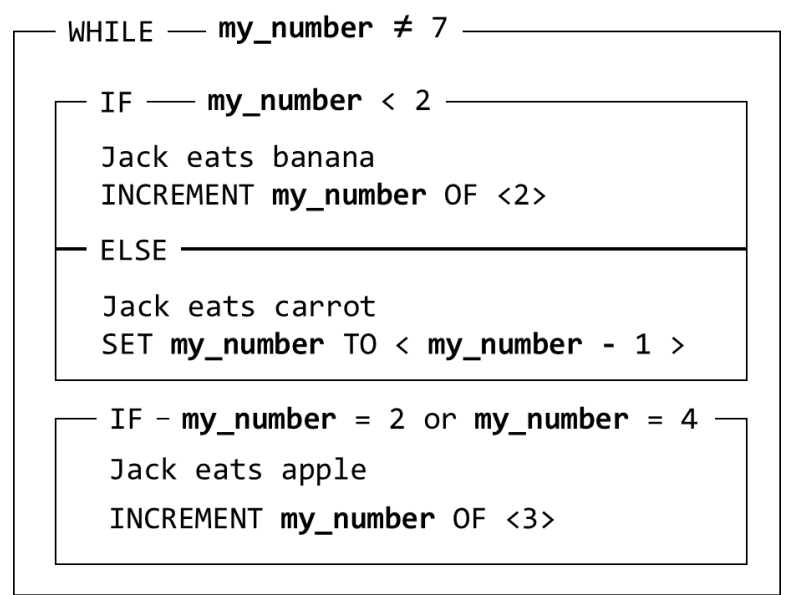 WHILE my_number ≠ 7
IF my_number < 2
Jack eats banana
INCREMENT my_number OF <2>
ELSE
Jack eats carrot
SET my_number TO < my_number - 1 >
IF my_number = 2 or my_number = 4
Jack eats apple
INCREMENT my_number OF <3>